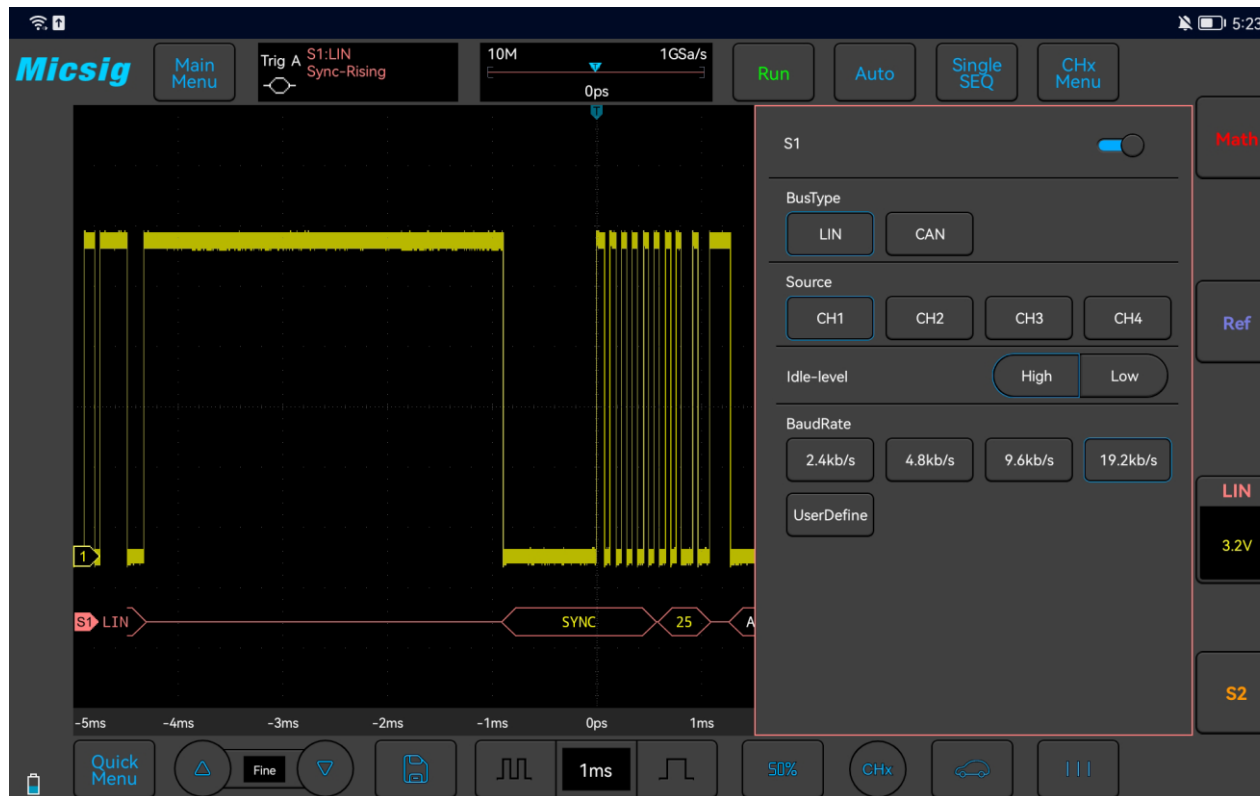 5:23
Micsig
Main
Menu
Trig A
S1:LIN
Sync-Rising
10M
1GSa/s
T
0ps
Run
Auto
Single
SEQ
CHx
Menu
T
S1
BusType
LIN
CAN
Source
CH1
CH2
CH3
CH4
Idle-level
High
Low
BaudRate
2.4kb/s
4.8kb/s
9.6kb/s
19.2kb/s
UserDefine
1
S1
LIN
SYNC
25
A
-5ms
-4ms
-3ms
-2ms
-1ms
0ps
1ms
Math
Ref
LIN
3.2V
S2
Quick
Menu
Fine
1ms
50%
CHx